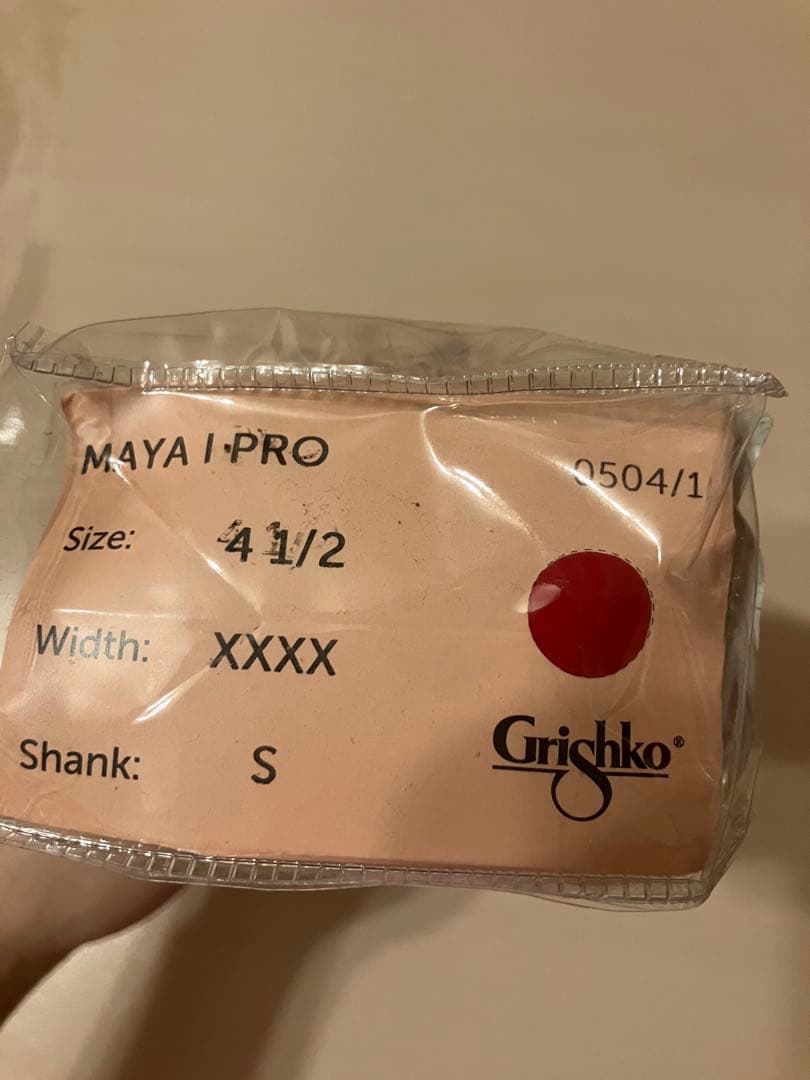 MAYA I PRO 0504/1
Size: 4 1/2
Width: XXXX
Shank: S
Grishko®